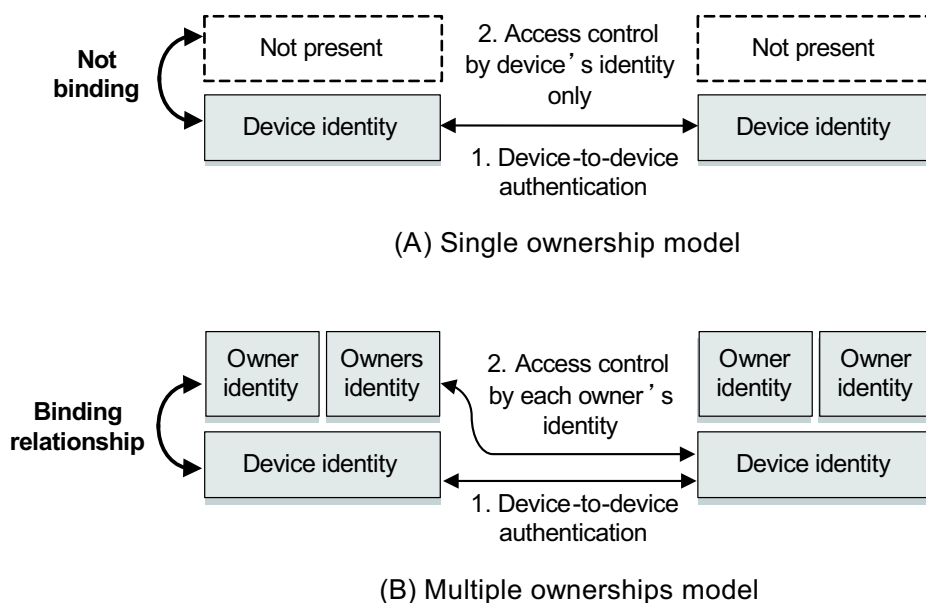 Not binding
Not present
Device identity
2. Access control
by device’s identity
only
1. Device-to-device
authentication
Not present
Device identity
(A) Single ownership model
Binding
relationship
Owner
identity
Owners
identity
Device identity
2. Access control
by each owner’s
identity
1. Device-to-device
authentication
Owner
identity
Owner
identity
Device identity
(B) Multiple ownerships model